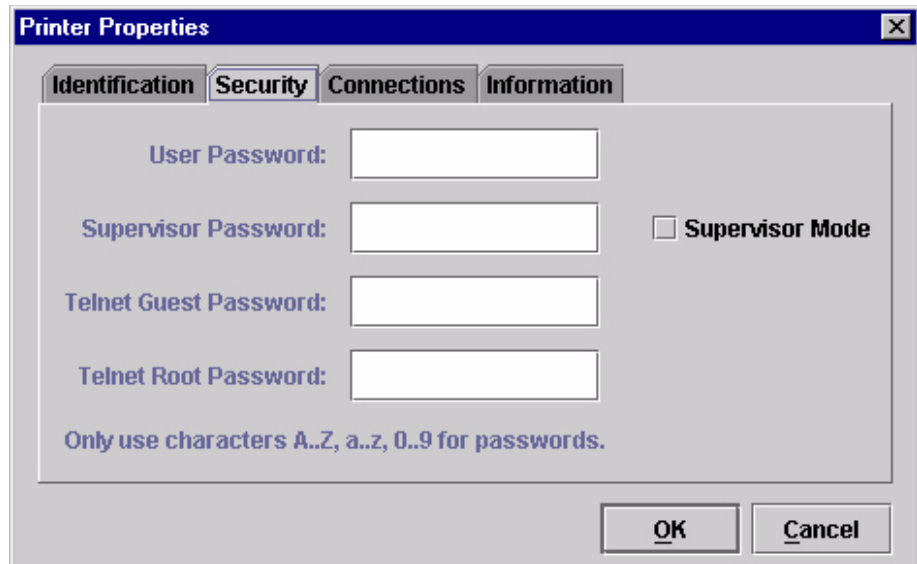 Printer Properties
Identification Security Connections Information
User Password:
Supervisor Password: Supervisor Mode
Telnet Guest Password:
Telnet Root Password:
Only use characters A..Z, a..z, 0..9 for passwords.
OK Cancel